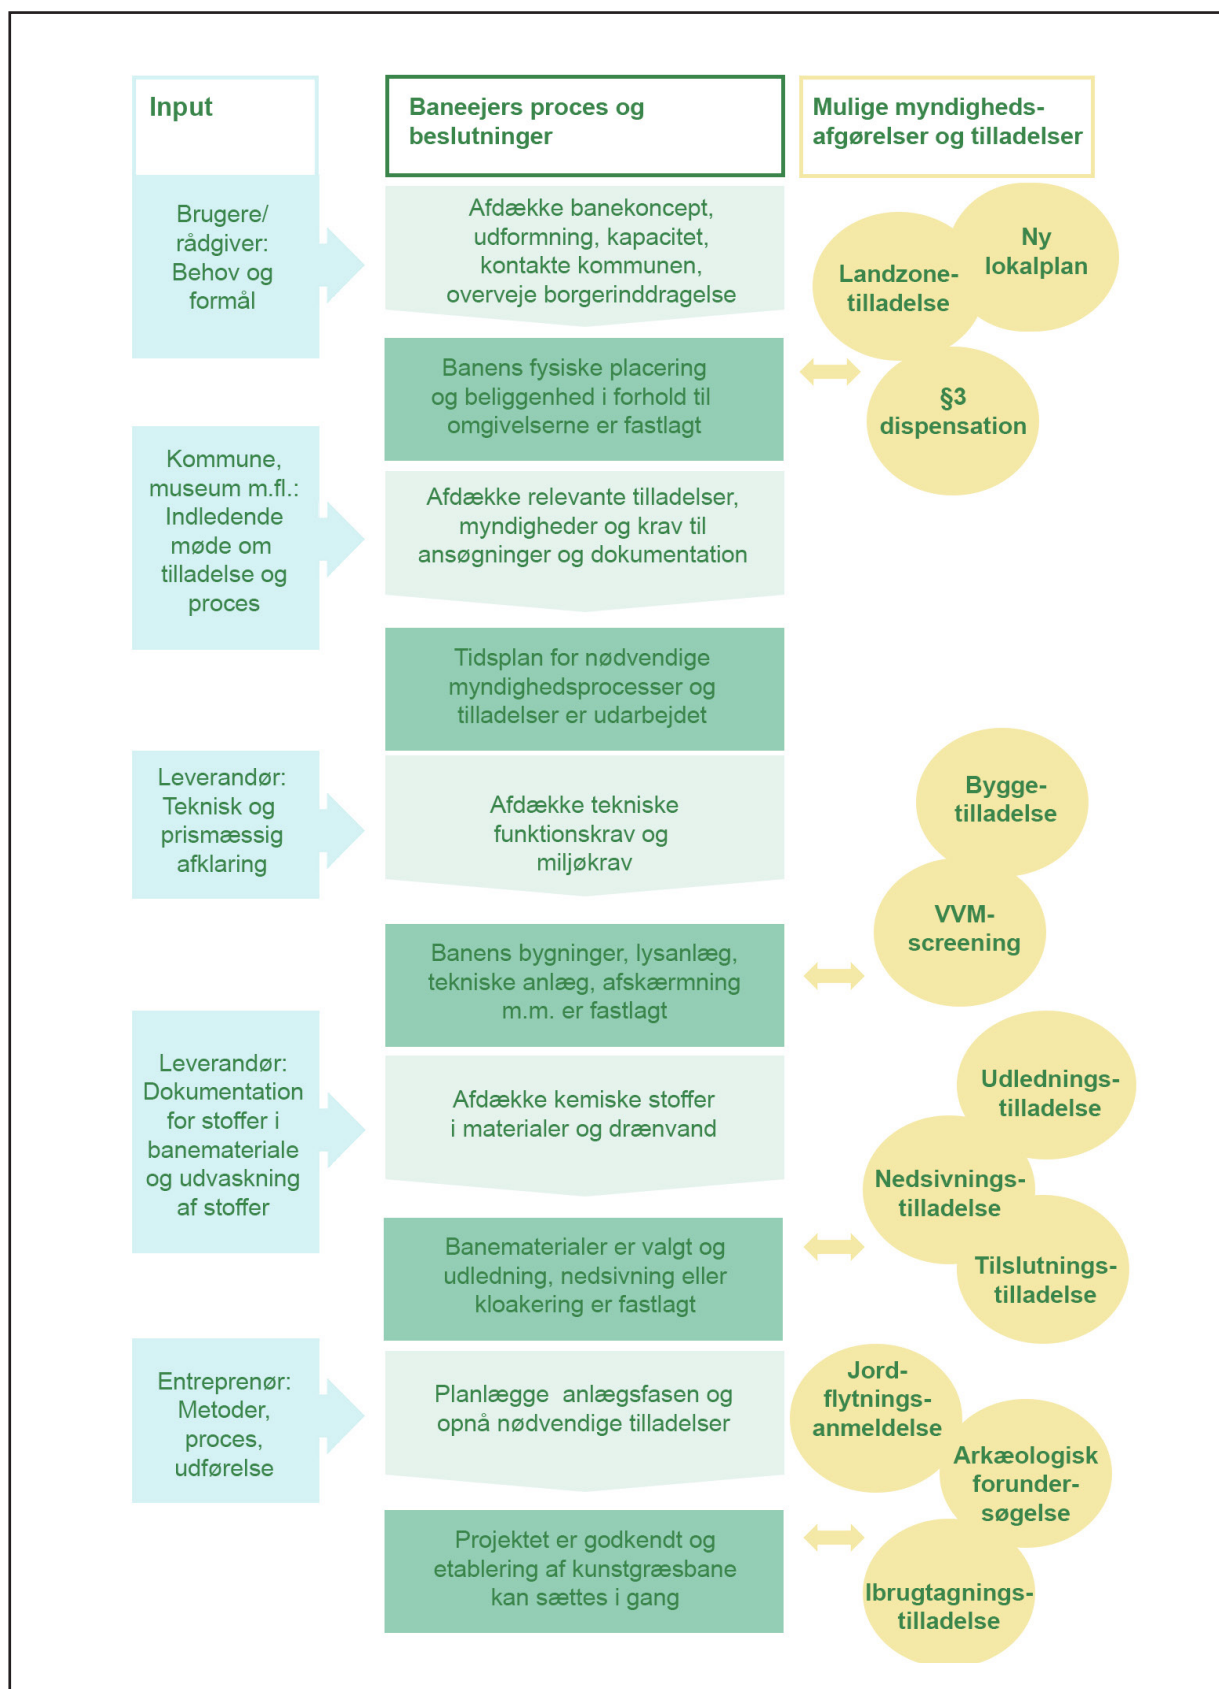 Input
Baneejers proces og
beslutninger
Mulige myndigheds-
afgørelser og tilladelser
Brugere/
rådgiver:
Behov og
formål
Afdække banekoncept,
udformning, kapacitet,
kontakte kommunen,
overveje borgerinddragelse
Ny
lokalplan
Landzone-
tilladelse
Banens fysiske placering
og beliggenhed i forhold til
omgivelserne er fastlagt
§3
dispensation
Kommune,
museum m.fl.:
Indledende
møde om
tilladelse og
proces
Afdække relevante tilladelser,
myndigheder og krav til
ansøgninger og dokumentation
Tidsplan for nødvendige
myndighedsprocesser og
tilladelser er udarbejdet
Leverandør:
Teknisk og
prismæssig
afklaring
Afdække tekniske
funktionskrav og
miljøkrav
Bygge-
tilladelse
VVM-
screening
Banens bygninger, lysanlæg,
tekniske anlæg, afskærmning
m.m. er fastlagt
Leverandør:
Dokumentation
for stoffer i
banemateriale
og udvaskning
af stoffer
Afdække kemiske stoffer
i materialer og drænvand
Udlednings-
tilladelse
Nedsivnings-
tilladelse
Banematerialer er valgt og
udledning, nedsivning eller
kloakering er fastlagt
Tilslutnings-
tilladelse
Entreprenør:
Metoder,
proces,
udførelse
Planlægge  anlægsfasen og
opnå nødvendige tilladelser
Jord-
flytnings-
anmeldelse
Arkæologisk
forunder-
søgelse
Projektet er godkendt og
etablering af kunstgræsbane
kan sættes i gang
Ibrugtagnings-
tilladelse